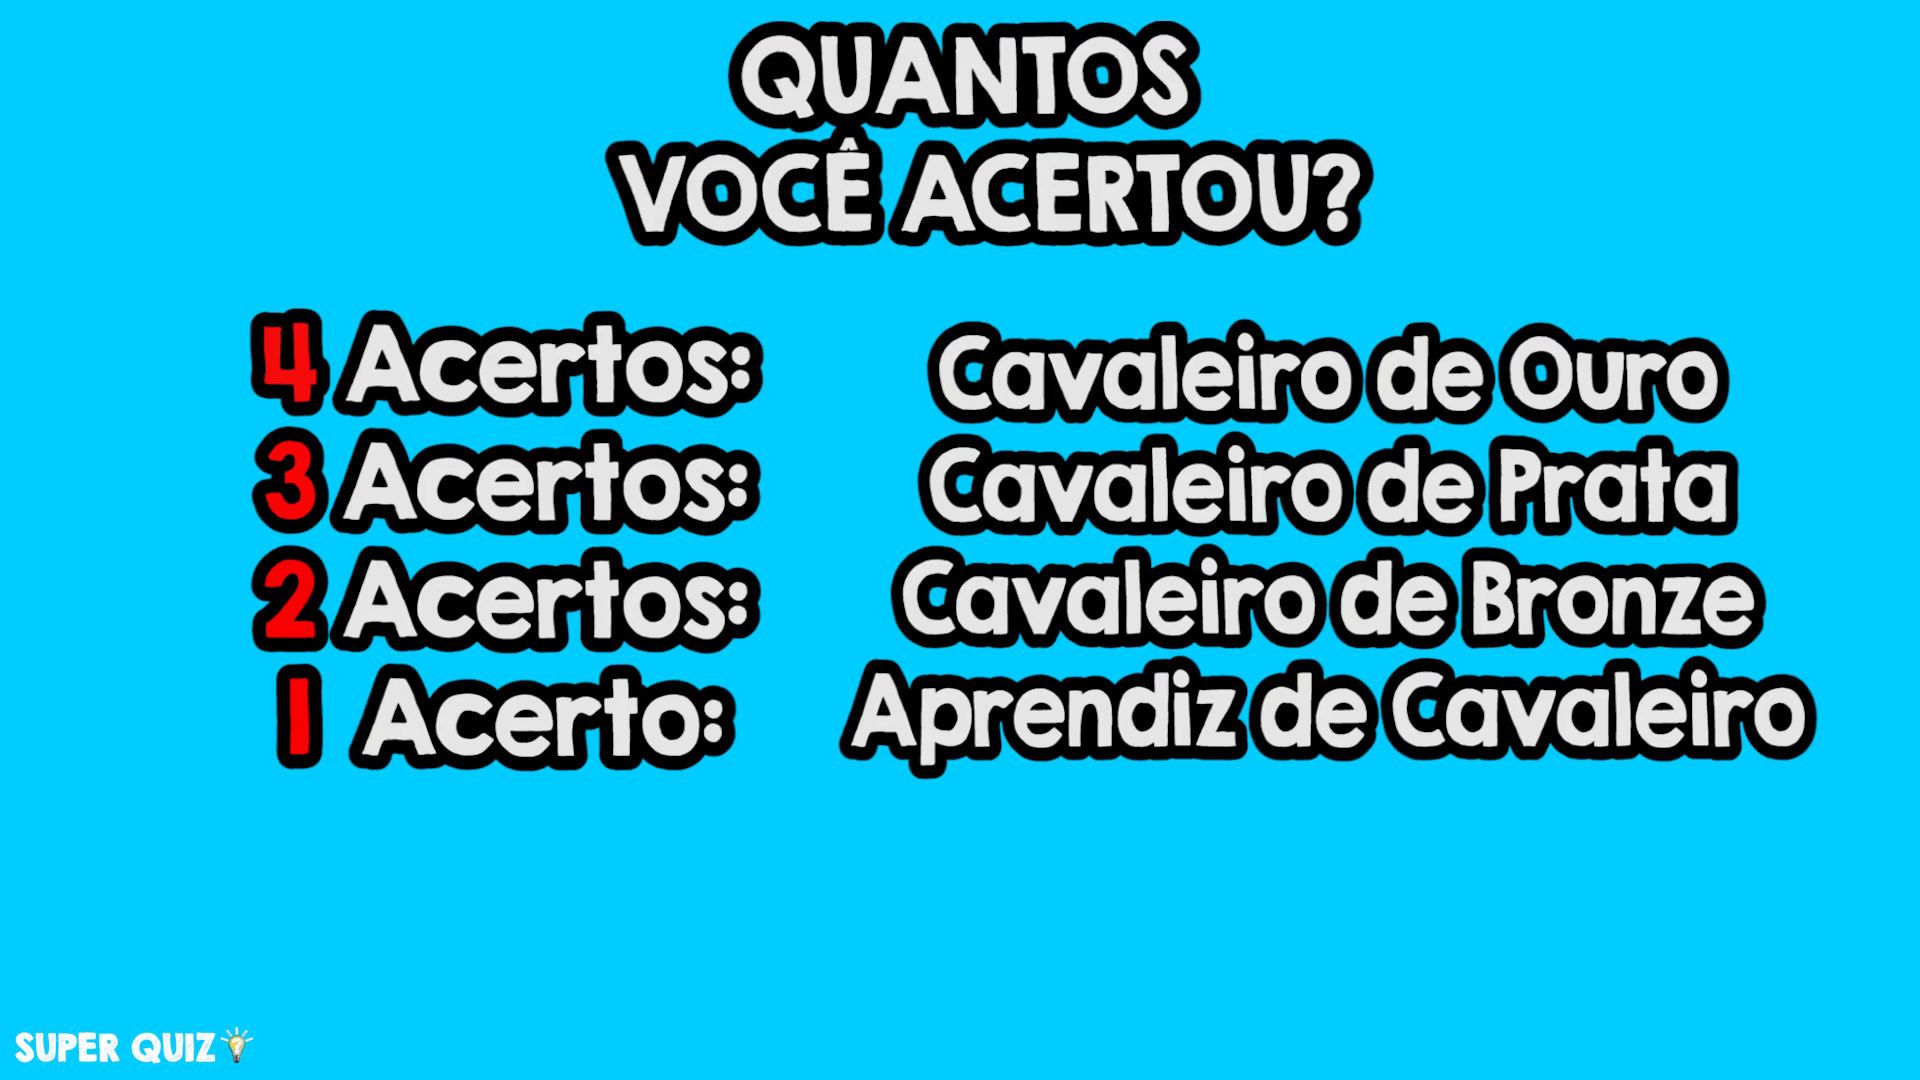 QUANTOS
VOCÊ ACERTOU?
4 Acertos: Cavaleiro de Ouro
3 Acertos: Cavaleiro de Prata
2 Acertos: Cavaleiro de Bronze
1 Acerto: Aprendiz de Cavaleiro
SUPER QUIZ